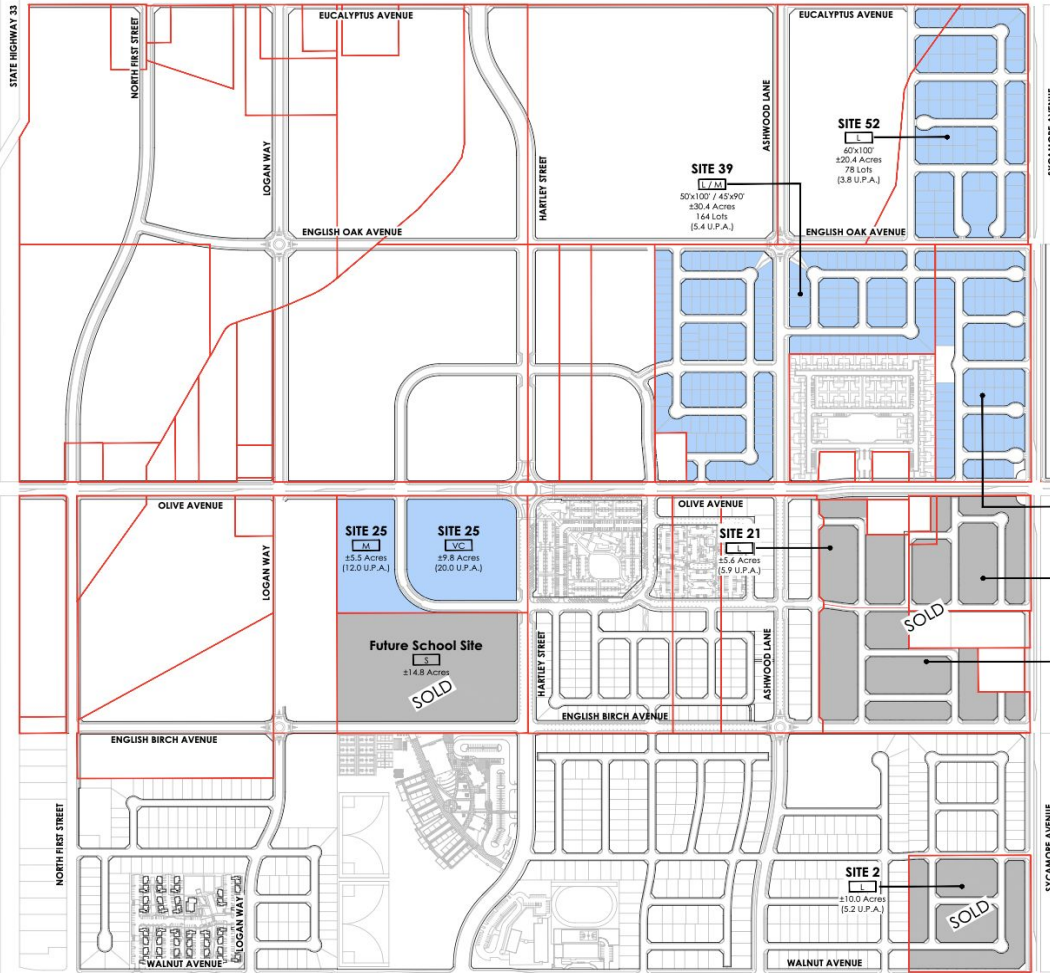 EUCALYPTUS AVENUE
EUCALYPTUS AVENUE
STATE HIGHWAY 33
NORTH FIRST STREET
LOGAN WAY
HARTLEY STREET
ASHWOOD LANE
SITE 52
L
60'x100'
±20.4 Acres
78 Lots
(3.8 U.P.A.)
SITE 39
L / M
50'x100' / 45'x90'
±30.4 Acres
164 Lots
(5.4 U.P.A.)
ENGLISH OAK AVENUE
ENGLISH OAK AVENUE
OLIVE AVENUE
OLIVE AVENUE
LOGAN WAY
SITE 25
M
±5.5 Acres
(12.0 U.P.A.)
SITE 25
VC
±9.8 Acres
(20.0 U.P.A.)
SITE 21
L
±5.6 Acres
(5.9 U.P.A.)
SOLD
Future School Site
S
±14.8 Acres
SOLD
HARTLEY STREET
ASHWOOD LANE
ENGLISH BIRCH AVENUE
ENGLISH BIRCH AVENUE
NORTH FIRST STREET
LOGAN WAY
SITE 2
L
±10.0 Acres
(5.2 U.P.A.)
SOLD
SYCAMORE AVENUE
WALNUT AVENUE
WALNUT AVENUE